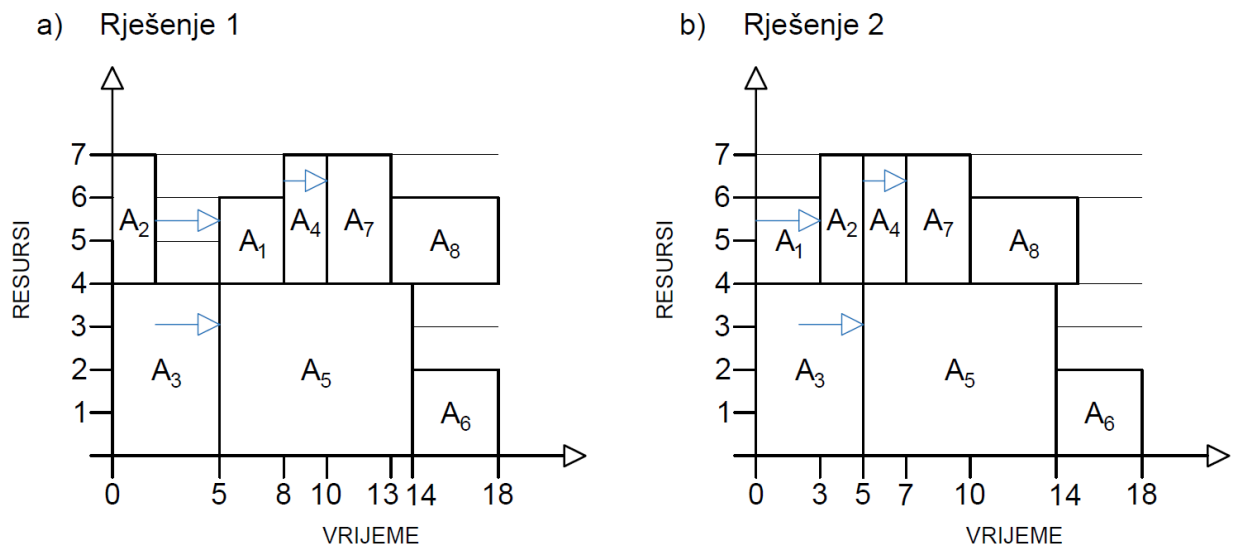 a) Rješenje 1
RESURSI
7
6
5
4
3
2
1
A2
A1
A4
A7
A8
A3
A5
A6
0 5 8 10 13 14 18
VRIJEME
b) Rješenje 2
RESURSI
7
6
5
4
3
2
1
A1
A2
A4
A7
A8
A3
A5
A6
0 3 5 7 10 14 18
VRIJEME